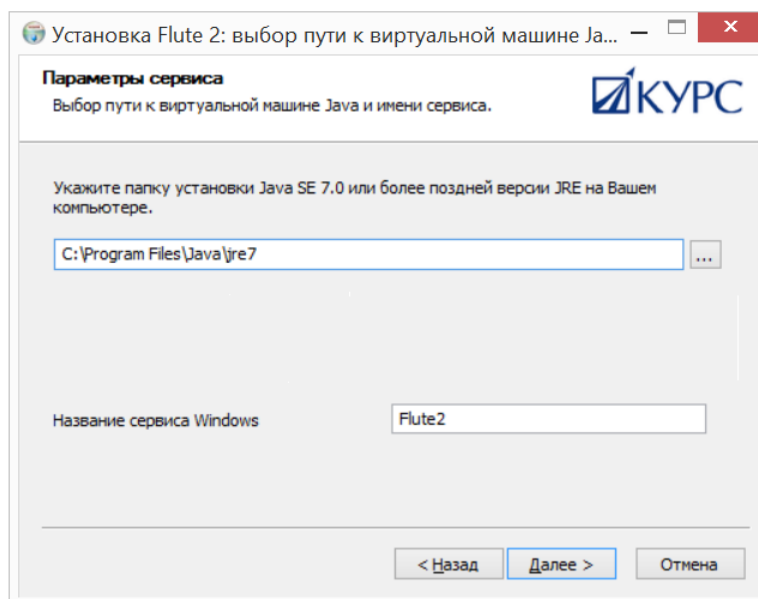 Установка Flute 2: выбор пути к виртуальной машине Ja...
Параметры сервиса
Выбор пути к виртуальной машине Java и имени сервиса.
КУРС
Укажите папку установки Java SE 7.0 или более поздней версии JRE на Вашем
компьютере.
C:\Program Files\Java\jre7
...
Название сервиса Windows
Flute2
< Назад
Далее >
Отмена